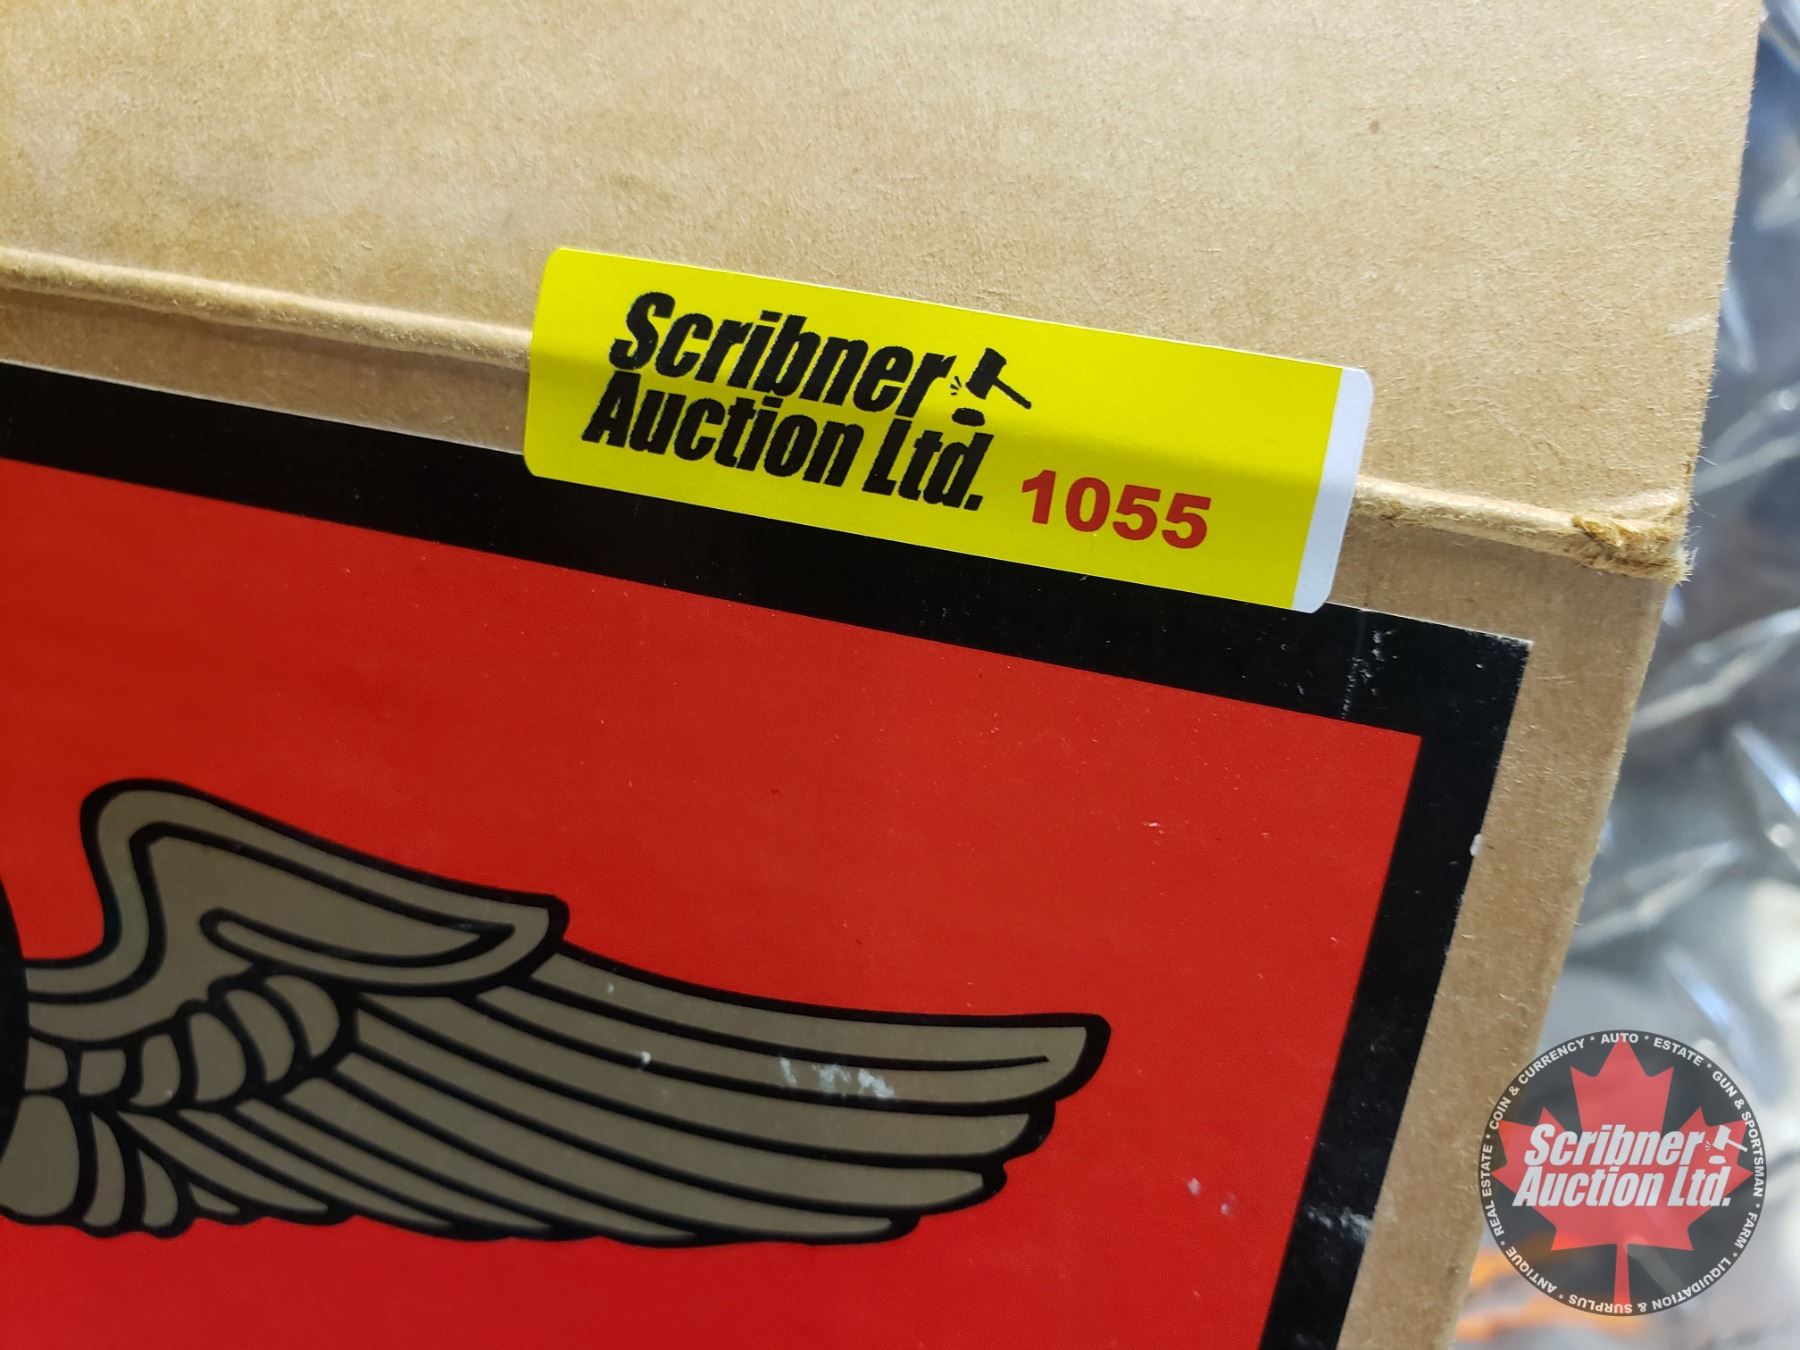 Scribner
Auction Ltd.
1055
COIN & CURRENCY * AUTO * ESTATE * GUN & SPORTSMAN * FARM * LIQUIDATION & SURPLUS * ANTIQUE * REAL ESTATE *
Scribner
Auction Ltd.